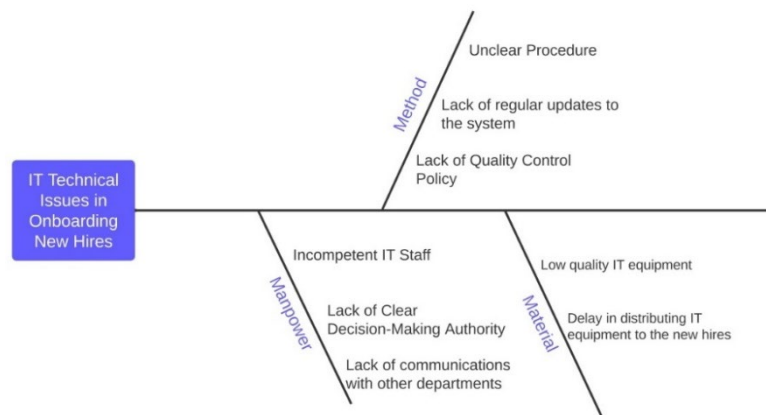 IT Technical
Issues in
Onboarding
New Hires
Method
Unclear Procedure
Lack of regular updates to
the system
Lack of Quality Control
Policy
Manpower
Incompetent IT Staff
Lack of Clear
Decision-Making Authority
Lack of communications
with other departments
Material
Low quality IT equipment
Delay in distributing IT
equipment to the new hires